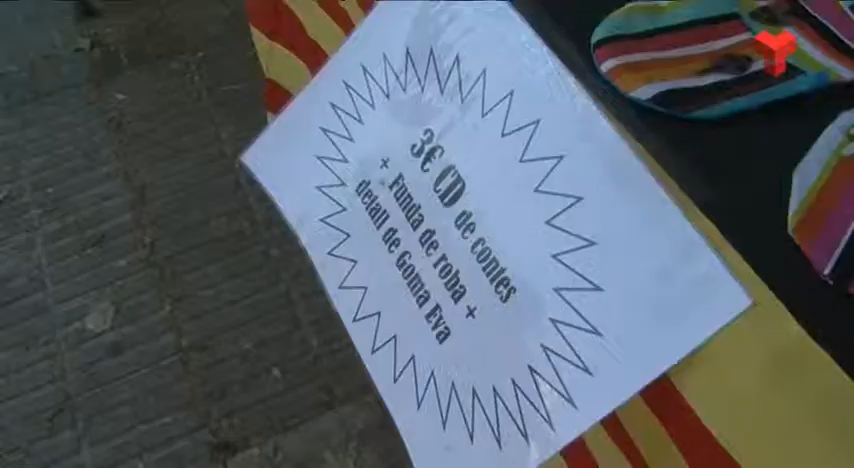 3€ CD de contes
+ Funda de roba +
detall de Goma Eva